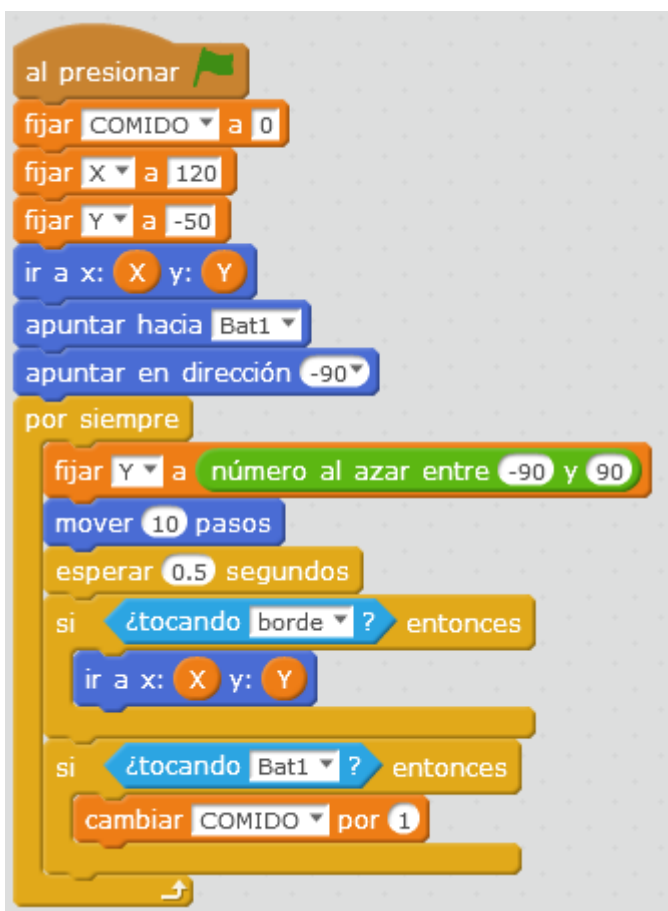 al presionar
fijar COMIDO a 0
fijar X a 120
fijar Y a -50
ir a x: X y: Y
apuntar hacia Bat1
apuntar en dirección -90
por siempre
fijar Y a número al azar entre -90 y 90
mover 10 pasos
esperar 0.5 segundos
si ¿tocando borde ? entonces
ir a x: X y: Y
si ¿tocando Bat1 ? entonces
cambiar COMIDO por 1